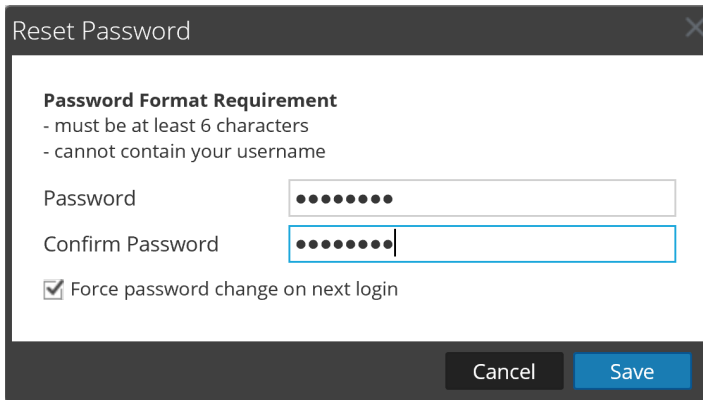 Reset Password
Password Format Requirement
- must be at least 6 characters
- cannot contain your username
Password ●●●●●●●●
Confirm Password ●●●●●●●●
Force password change on next login
Cancel Save